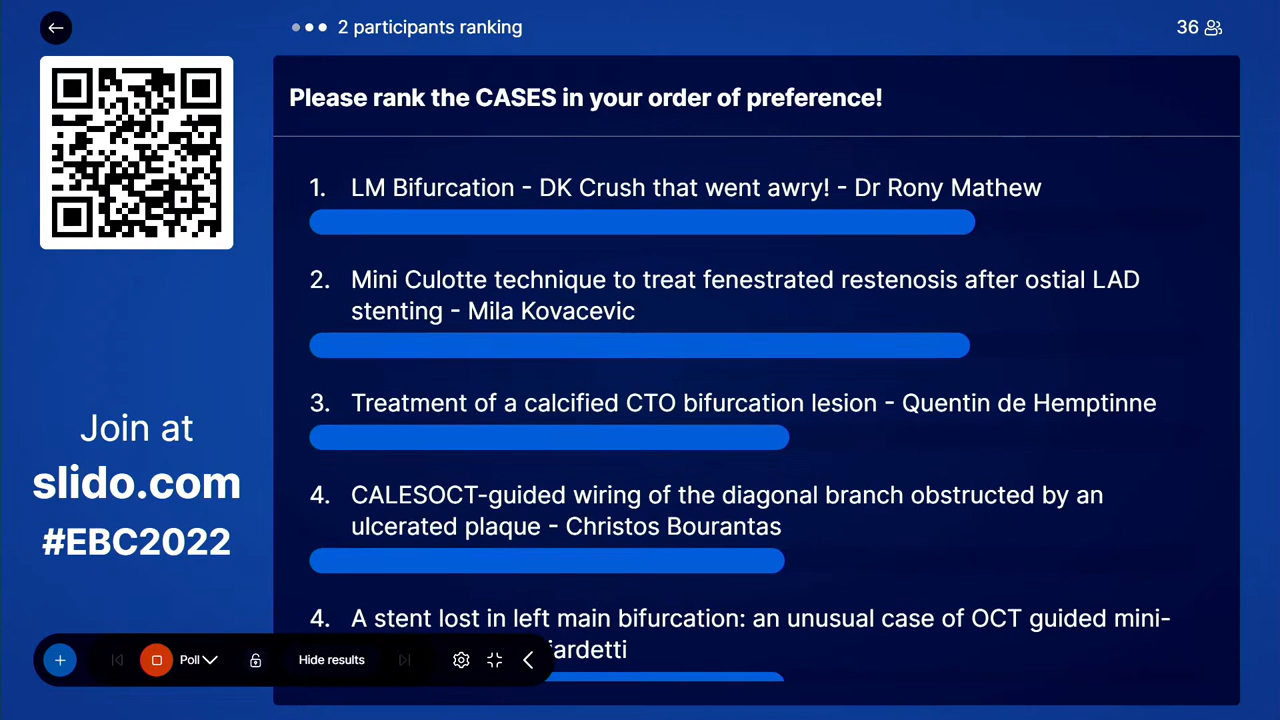 2 participants ranking
36
Please rank the CASES in your order of preference!
1. LM Bifurcation - DK Crush that went awry! - Dr Rony Mathew
2. Mini Culotte technique to treat fenestrated restenosis after ostial LAD
stenting - Mila Kovacevic
3. Treatment of a calcified CTO bifurcation lesion - Quentin de Hemptinne
4. CALESOCT-guided wiring of the diagonal branch obstructed by an
ulcerated plaque - Christos Bourantas
4. A stent lost in left main bifurcation: an unusual case of OCT guided mini-
Join at
slido.com
#EBC2022
Poll
Hide results